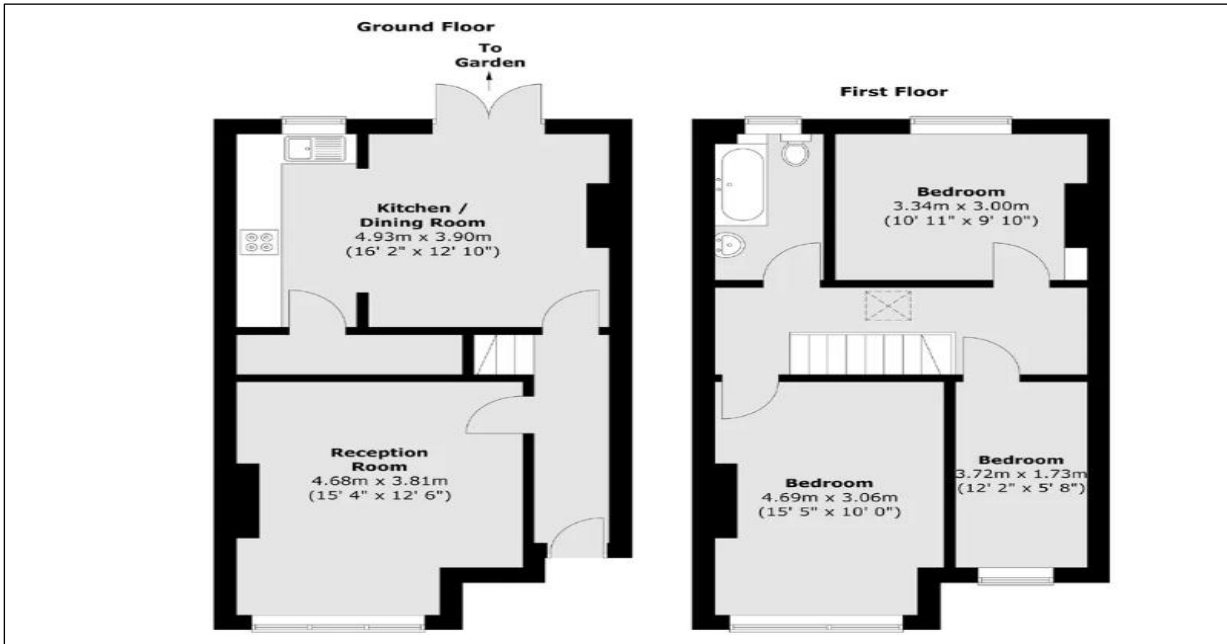 Ground Floor
To
Garden
Kitchen /
Dining Room
4.93m x 3.90m
(16' 2" x 12' 10")
Reception
Room
4.68m x 3.81m
(15' 4" x 12' 6")
First Floor
Bedroom
3.34m x 3.00m
(10' 11" x 9' 10")
Bedroom
4.69m x 3.06m
(15' 5" x 10' 0")
Bedroom
3.72m x 1.73m
(12' 2" x 5' 8")